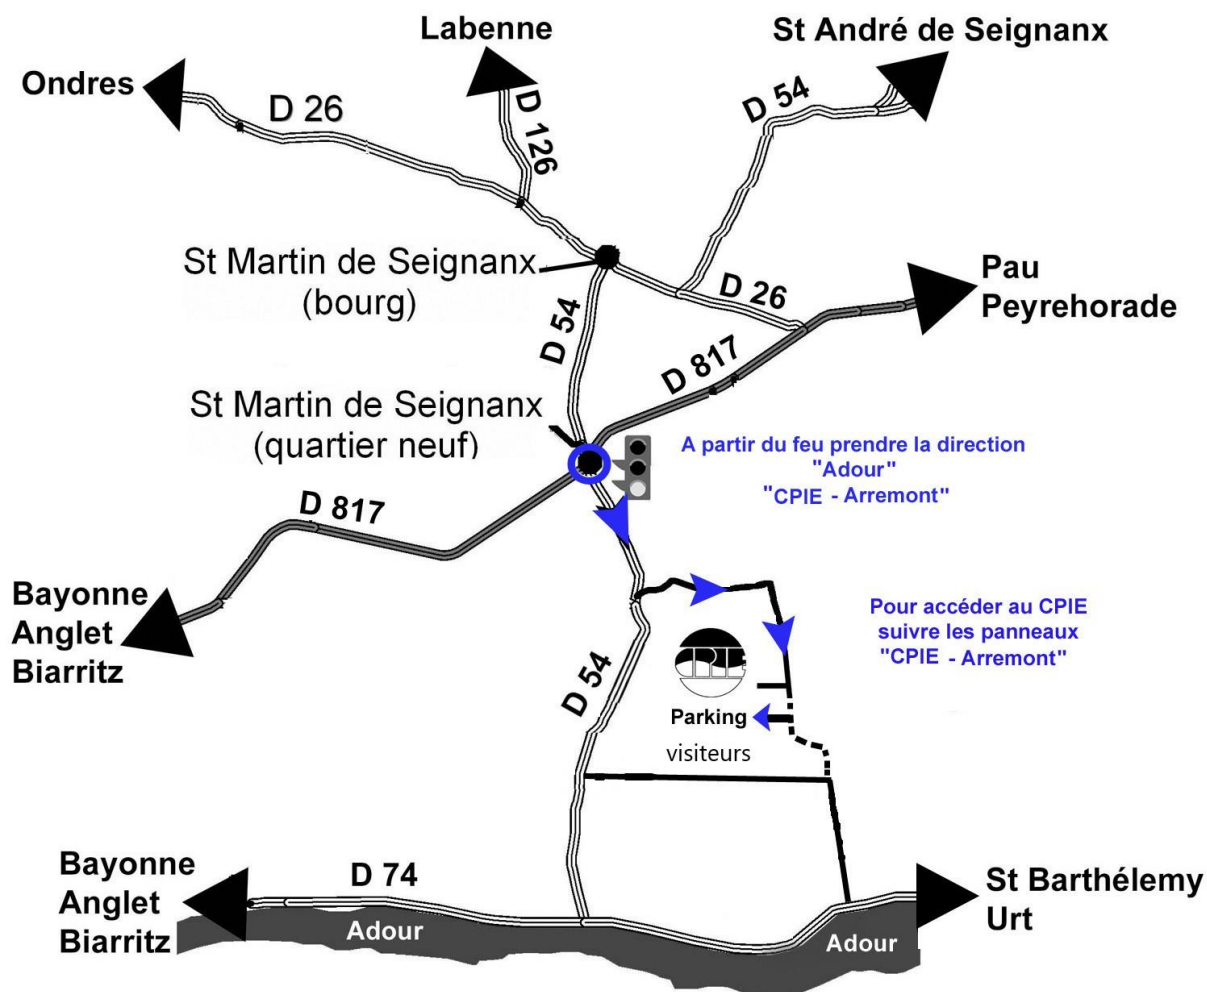 Labenne
St André de Seignanx
Ondres
D 26
D 126
D 54
St Martin de Seignanx
(bourg)
D 26
Pau
Peyrehorade
D 54
D 817
St Martin de Seignanx
(quartier neuf)
A partir du feu prendre la direction
"Adour"
"CPIE - Arremont"
D 817
Bayonne
Anglet
Biarritz
Pour accéder au CPIE
suivre les panneaux
"CPIE - Arremont"
CPIE
D 54
Parking
visiteurs
Bayonne
Anglet
Biarritz
D 74
St Barthélemy
Urt
Adour
Adour